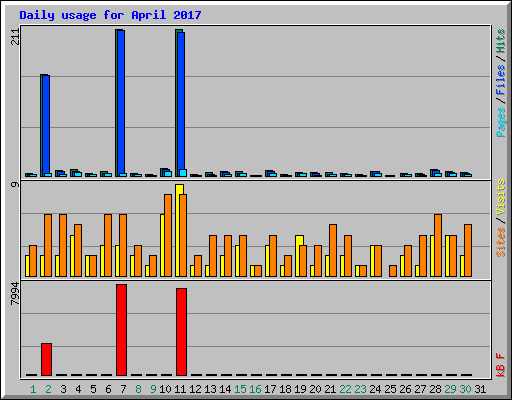 Daily usage for April 2017
211
Pages / Files / Hits
9
Sites / Visits
7994
kB F
1 2 3 4 5 6 7 8 9 10 11 12 13 14 15 16 17 18 19 20 21 22 23 24 25 26 27 28 29 30 31